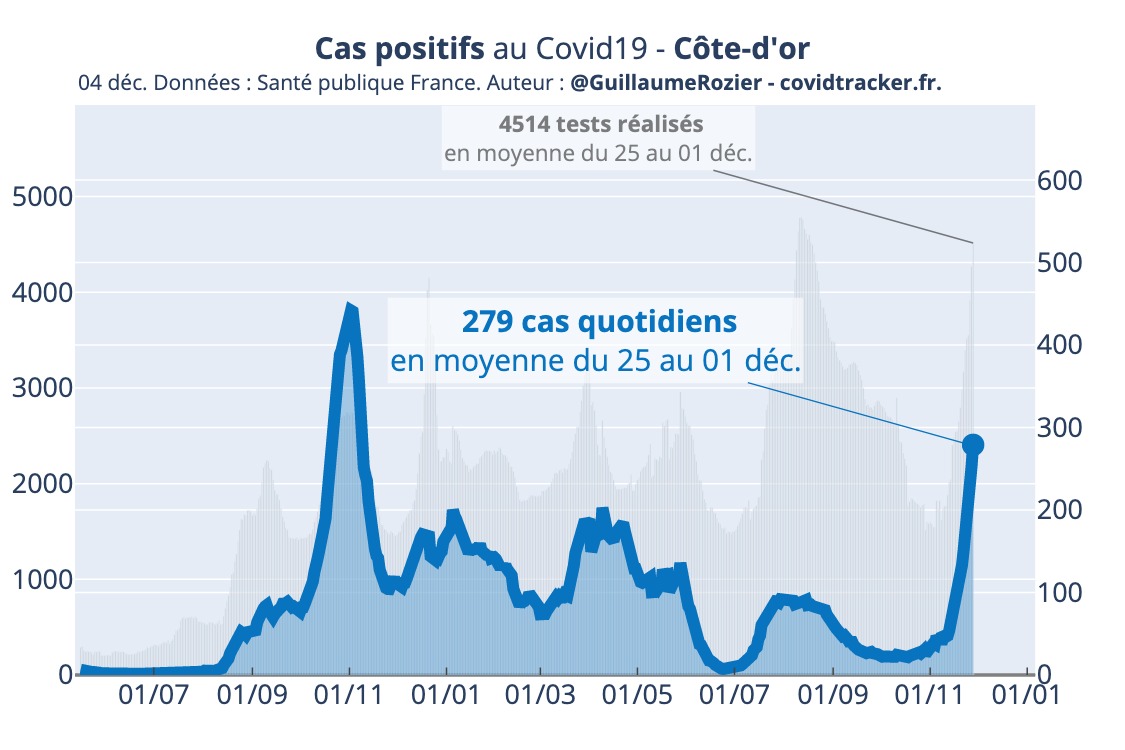 Cas positifs au Covid19 - Côte-d'or
04 déc. Données : Santé publique France. Auteur : @GuillaumeRozier - covidtracker.fr.
4514 tests réalisés
en moyenne du 25 au 01 déc.
279 cas quotidiens
en moyenne du 25 au 01 déc.
5000
4000
3000
2000
1000
0
600
500
400
300
200
100
0
01/07 01/09 01/11 01/01 01/03 01/05 01/07 01/09 01/11 01/01